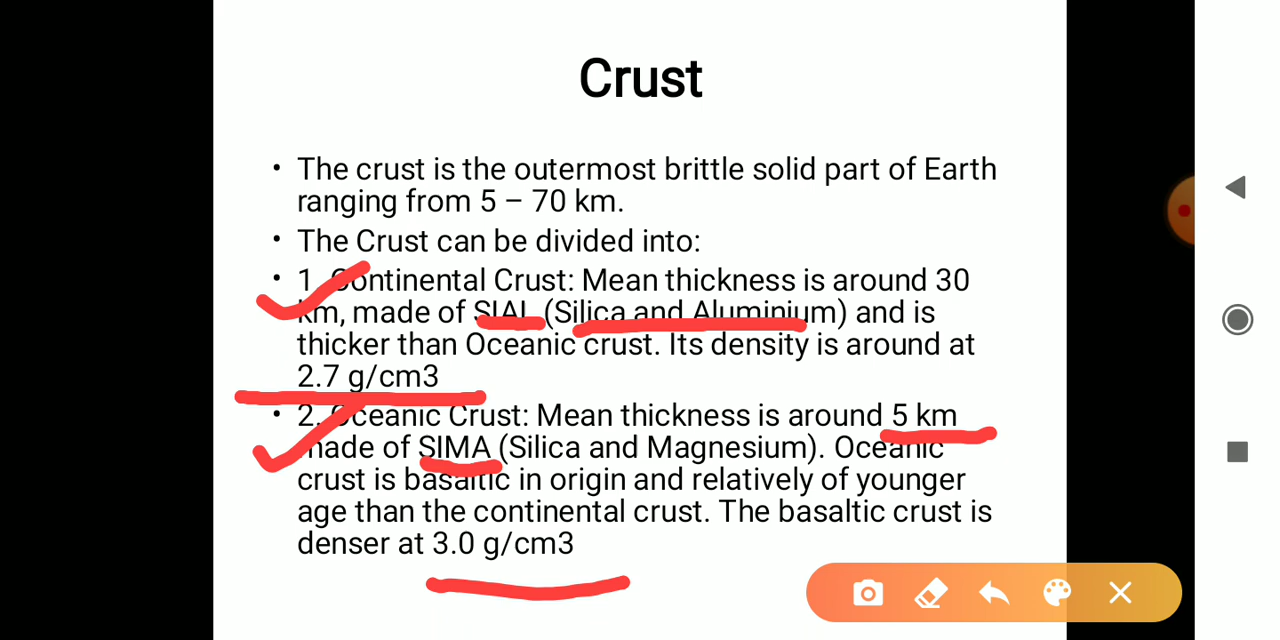 Crust
• The crust is the outermost brittle solid part of Earth
ranging from 5 – 70 km.
• The Crust can be divided into:
• 1. Continental Crust: Mean thickness is around 30
km, made of SIAL (Silica and Aluminium) and is
thicker than Oceanic crust. Its density is around at
2.7 g/cm3
• 2. Oceanic Crust: Mean thickness is around 5 km
made of SIMA (Silica and Magnesium). Oceanic
crust is basaltic in origin and relatively of younger
age than the continental crust. The basaltic crust is
denser at 3.0 g/cm3